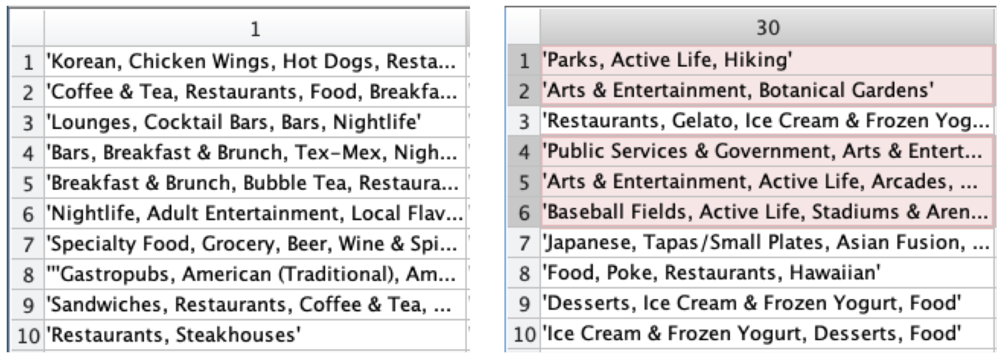 1
1 'Korean, Chicken Wings, Hot Dogs, Resta...
2 'Coffee & Tea, Restaurants, Food, Breakfa...
3 'Lounges, Cocktail Bars, Bars, Nightlife'
4 'Bars, Breakfast & Brunch, Tex-Mex, Nigh...
5 'Breakfast & Brunch, Bubble Tea, Restaura...
6 'Nightlife, Adult Entertainment, Local Flav...
7 'Specialty Food, Grocery, Beer, Wine & Spi...
8 '"Gastropubs, American (Traditional), Am...
9 'Sandwiches, Restaurants, Coffee & Tea, ...
10 'Restaurants, Steakhouses'
30
1 'Parks, Active Life, Hiking'
2 'Arts & Entertainment, Botanical Gardens'
3 'Restaurants, Gelato, Ice Cream & Frozen Yog...
4 'Public Services & Government, Arts & Entert...
5 'Arts & Entertainment, Active Life, Arcades, ...
6 'Baseball Fields, Active Life, Stadiums & Aren...
7 'Japanese, Tapas/Small Plates, Asian Fusion, ...
8 'Food, Poke, Restaurants, Hawaiian'
9 'Desserts, Ice Cream & Frozen Yogurt, Food'
10 'Ice Cream & Frozen Yogurt, Desserts, Food'